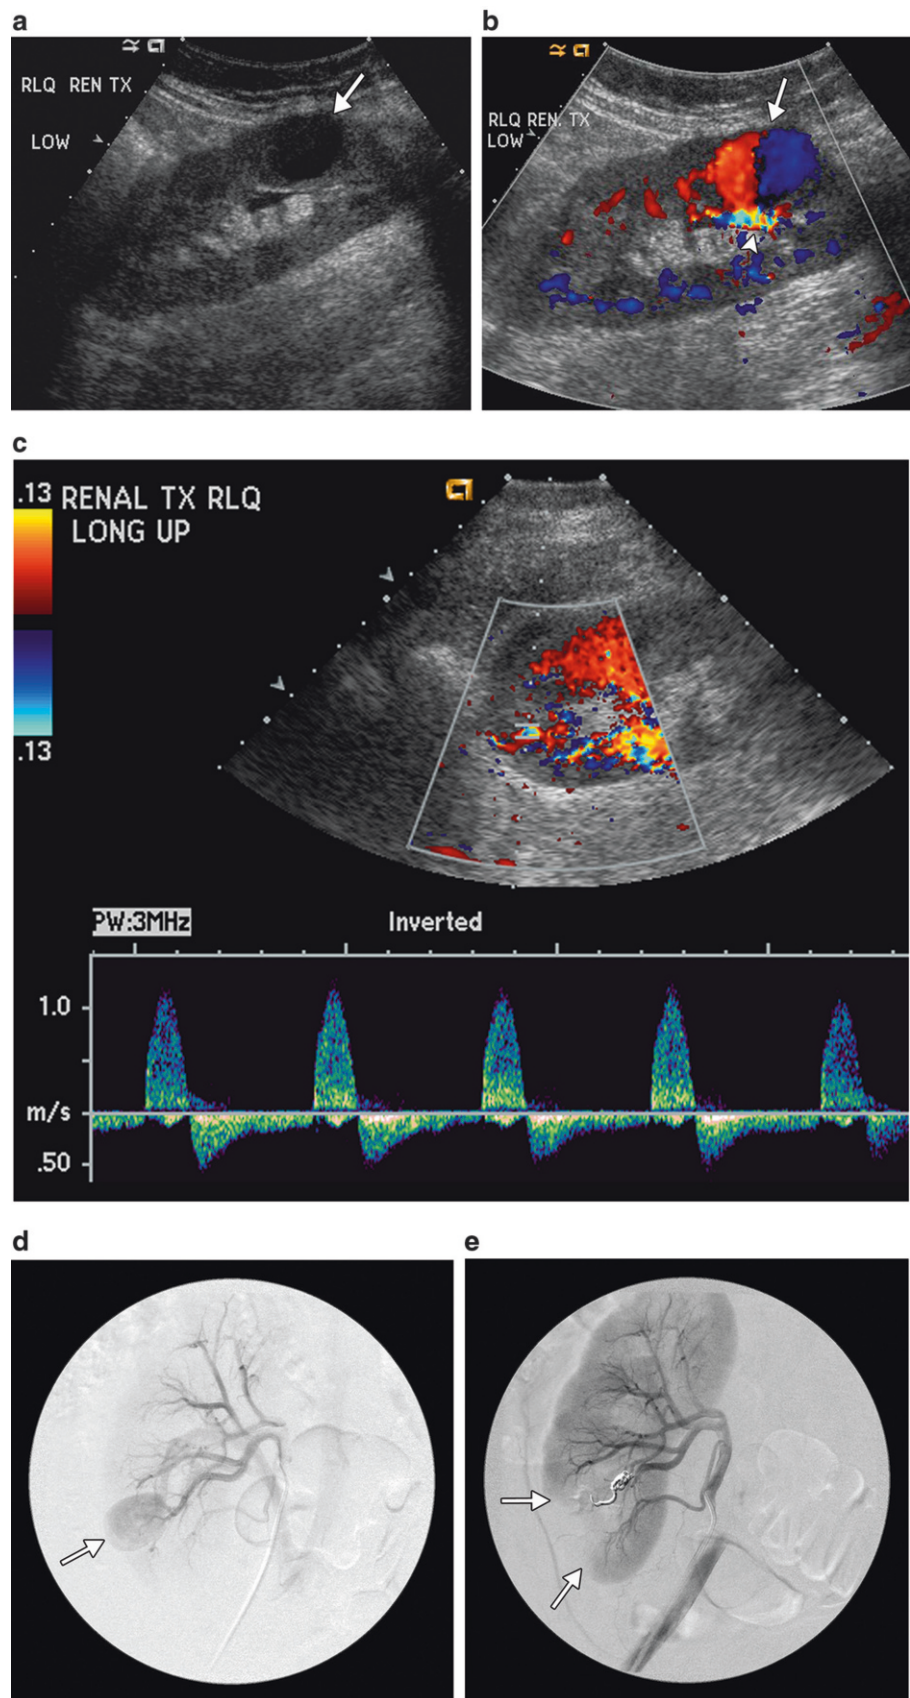 a
RLQ REN TX
LOW
b
RLQ REN. TX
LOW
c
.13
RENAL TX RLQ
LONG UP
.13
PW:3MHz
Inverted
1.0
m/s
.50
d
e